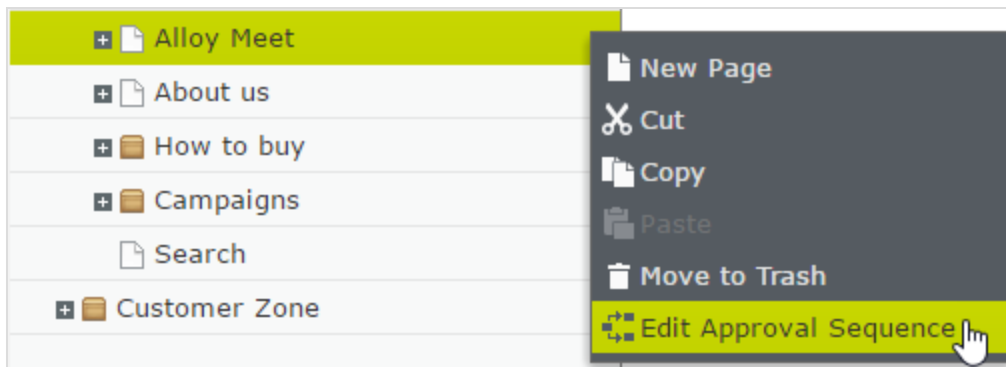 Alloy Meet
About us
How to buy
Campaigns
Search
Customer Zone
New Page
Cut
Copy
Paste
Move to Trash
Edit Approval Sequence